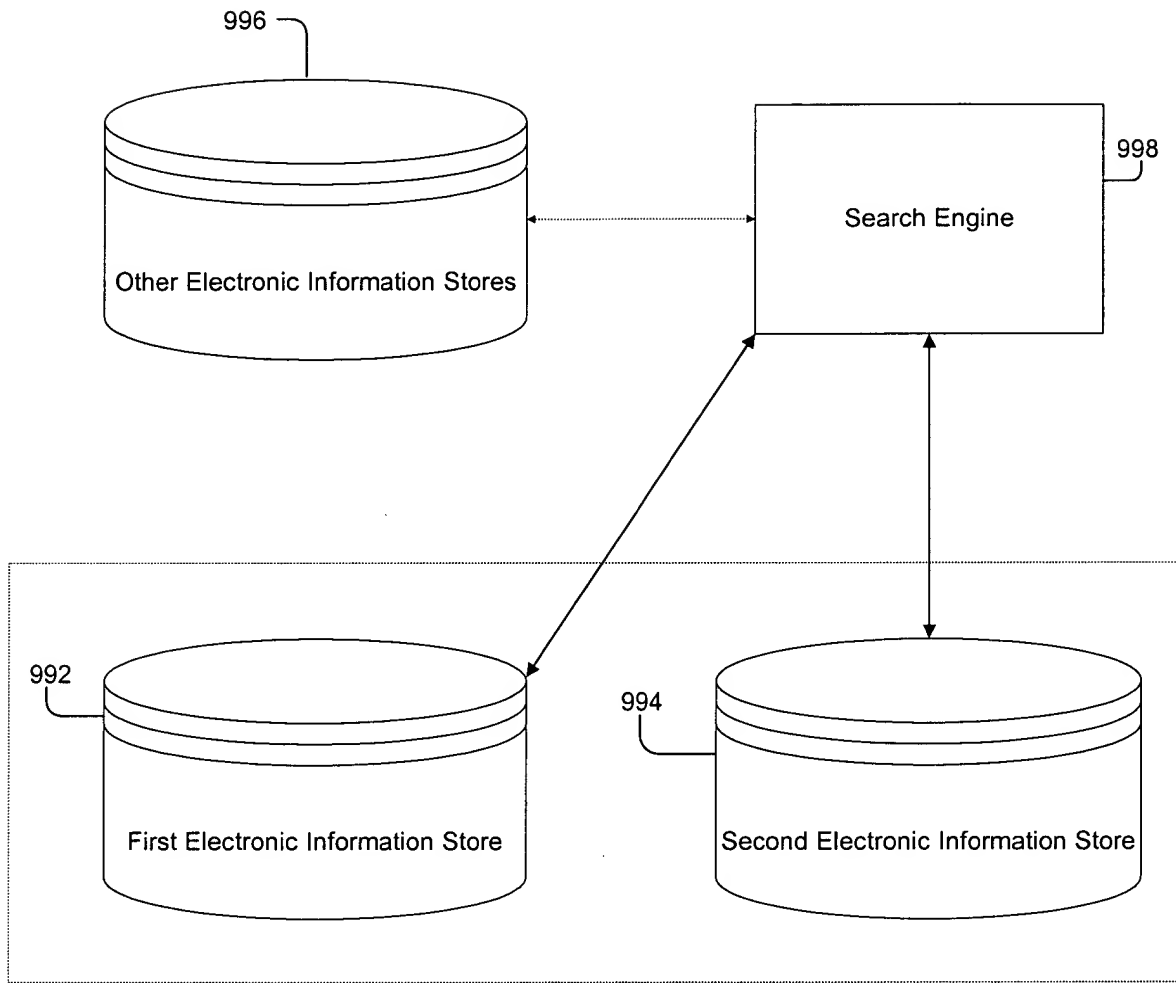 996
998
Search Engine
Other Electronic Information Stores
992
994
First Electronic Information Store
Second Electronic Information Store